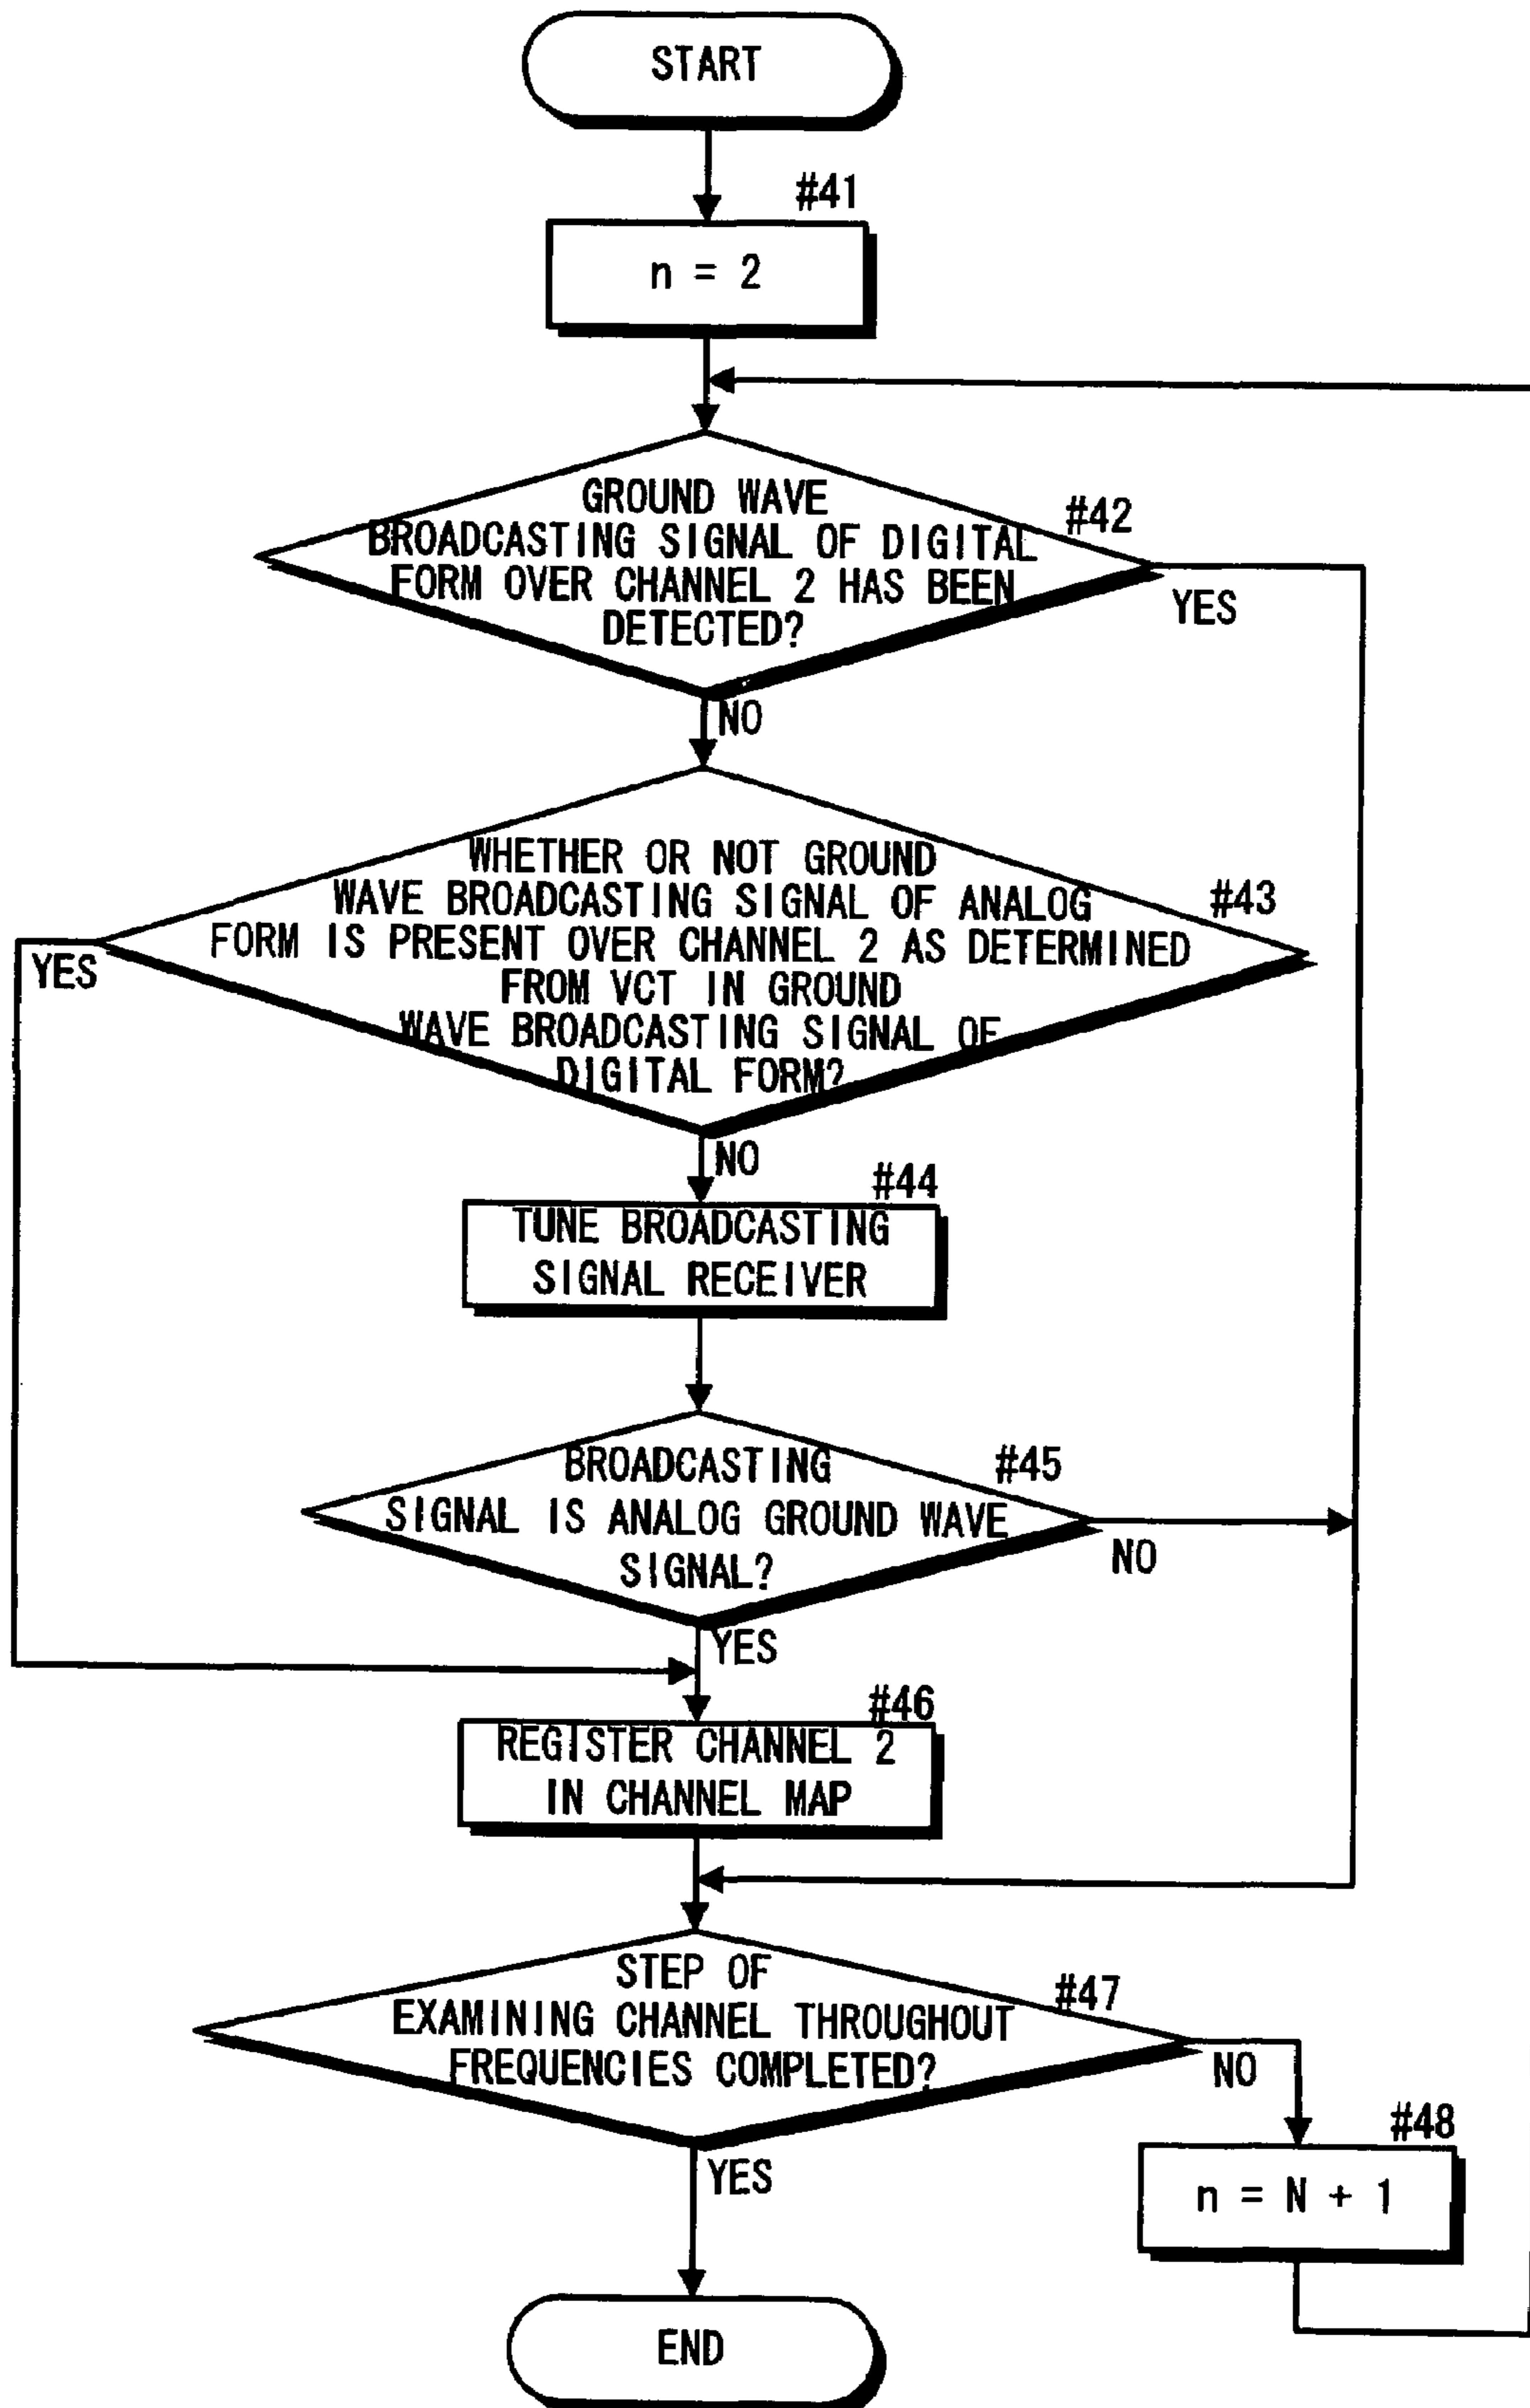 START
#41
n = 2
GROUND WAVE
BROADCASTING SIGNAL OF DIGITAL
FORM OVER CHANNEL 2 HAS BEEN
DETECTED?
#42
YES
NO
WHETHER OR NOT GROUND
WAVE BROADCASTING SIGNAL OF ANALOG
FORM IS PRESENT OVER CHANNEL 2 AS DETERMINED
FROM VCT IN GROUND
WAVE BROADCASTING SIGNAL OF
DIGITAL FORM?
#43
YES
NO
#44
TUNE BROADCASTING
SIGNAL RECEIVER
BROADCASTING
SIGNAL IS ANALOG GROUND WAVE
SIGNAL?
#45
NO
YES
#46
REGISTER CHANNEL 2
IN CHANNEL MAP
STEP OF
EXAMINING CHANNEL THROUGHOUT
FREQUENCIES COMPLETED?
#47
NO
YES
#48
n = N + 1
END